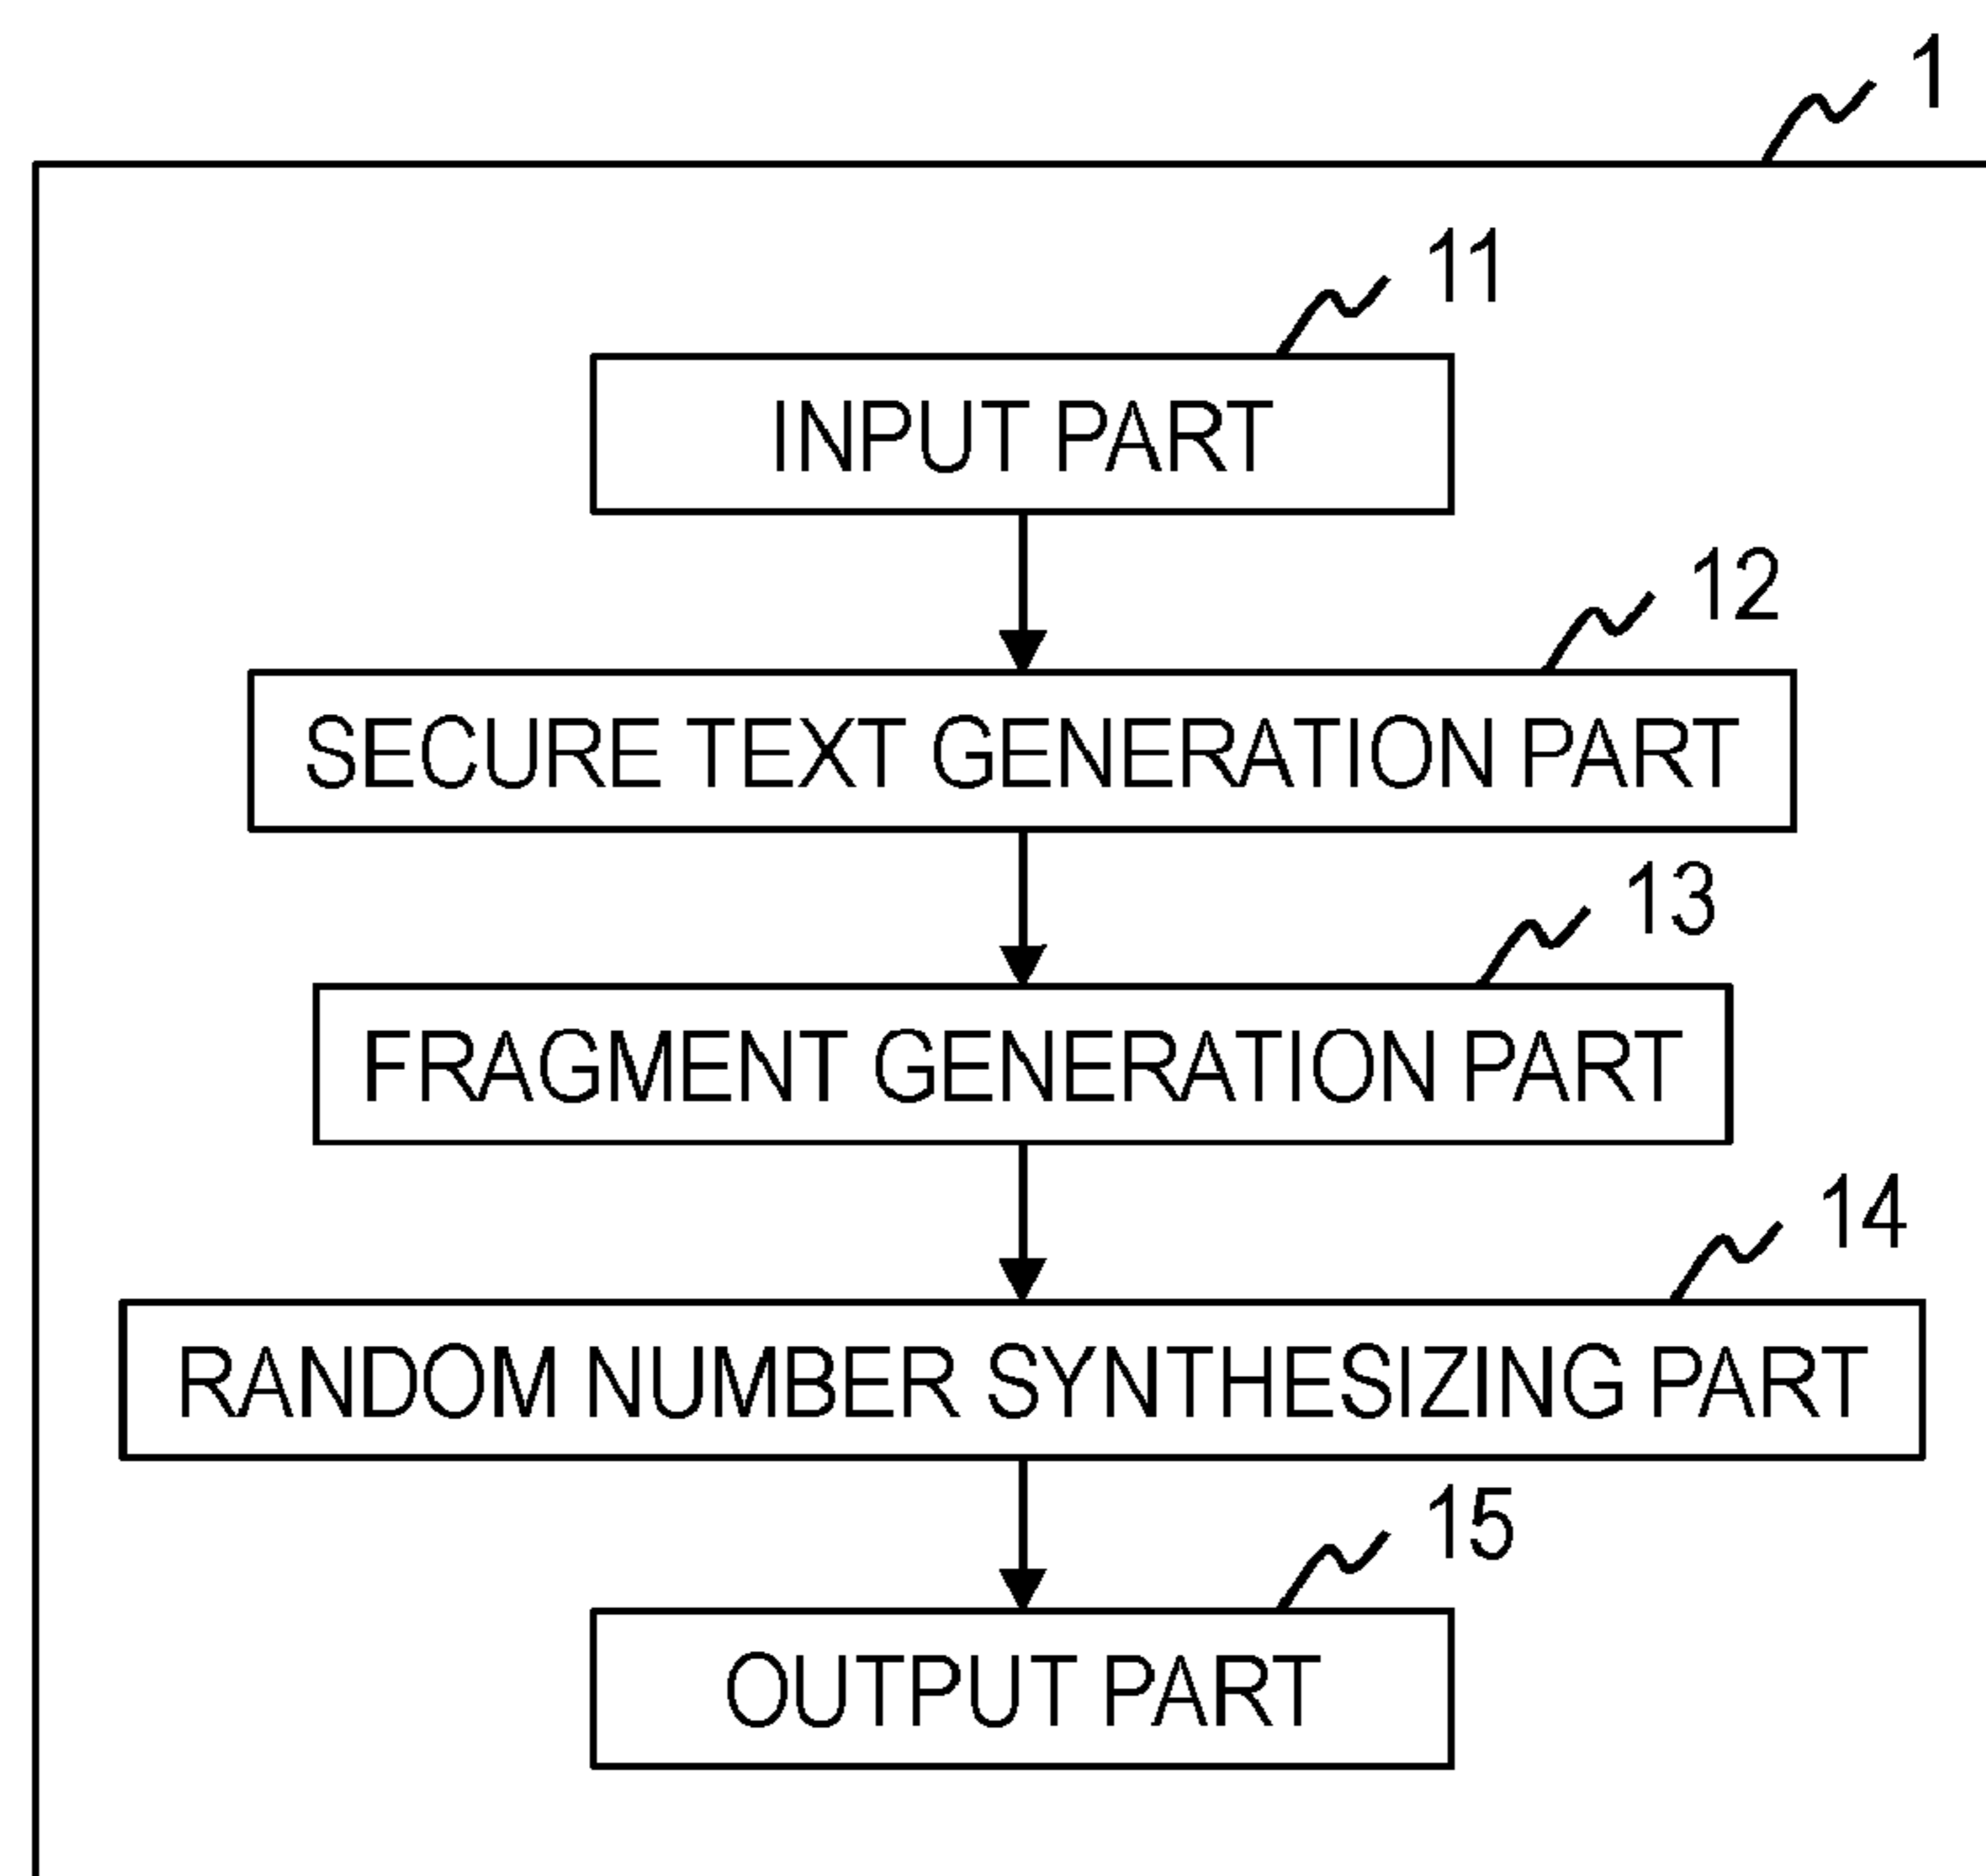 1
11
INPUT PART
12
SECURE TEXT GENERATION PART
13
FRAGMENT GENERATION PART
14
RANDOM NUMBER SYNTHESIZING PART
15
OUTPUT PART